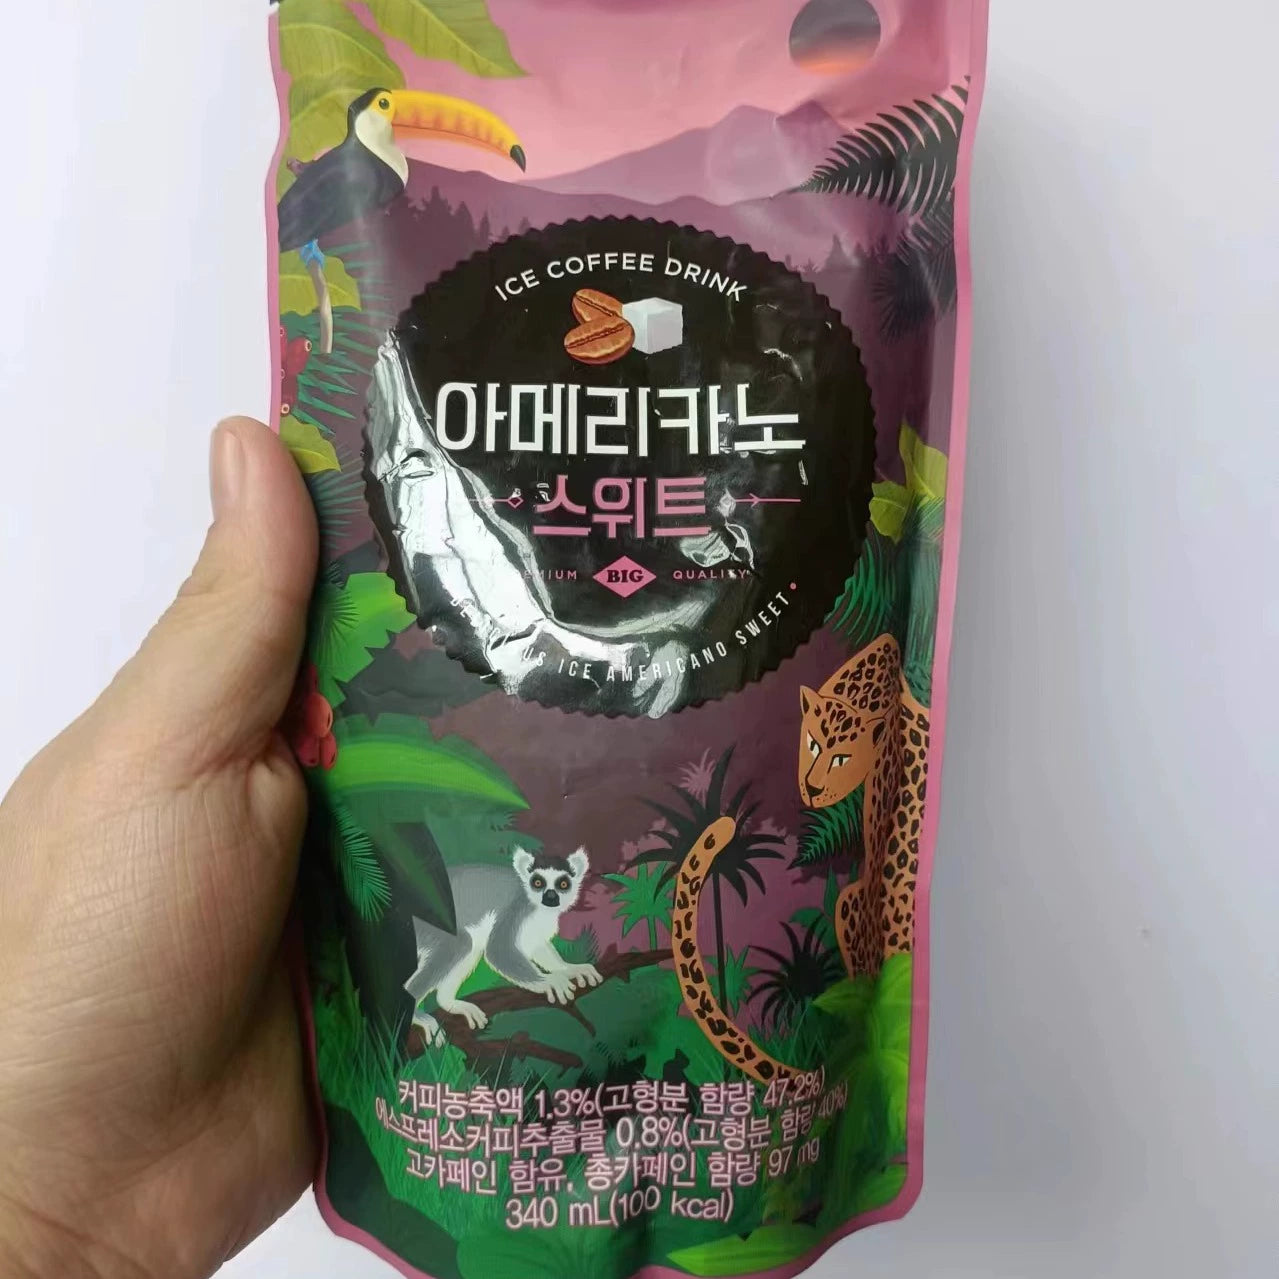 ICE COFFEE DRINK
아메리카노
스위트
BIG QUALITY
ICE AMERICANO SWEET
커피농축액 1.3%(고형분 함량 47.2%)
에스프레소커피추출물 0.8%(고형분 함량 40%)
고카페인 함유, 총카페인 함량 97 mg
340 mL(100 kcal)